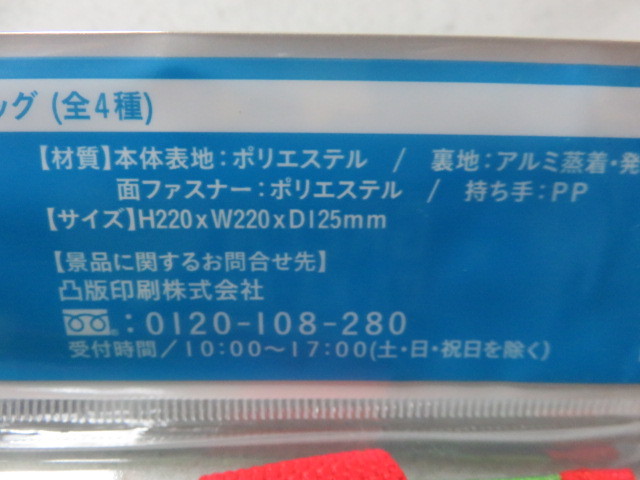 ッグ (全4種)
【材質】本体表地:ポリエステル / 裏地:アルミ蒸着・発
面ファスナー:ポリエステル / 持ち手:PP
【サイズ】H220xW220xD125mm
【景品に関するお問合せ先】
凸版印刷株式会社
:0120-108-280
受付時間/10:00〜17:00(土・日・祝日を除く)